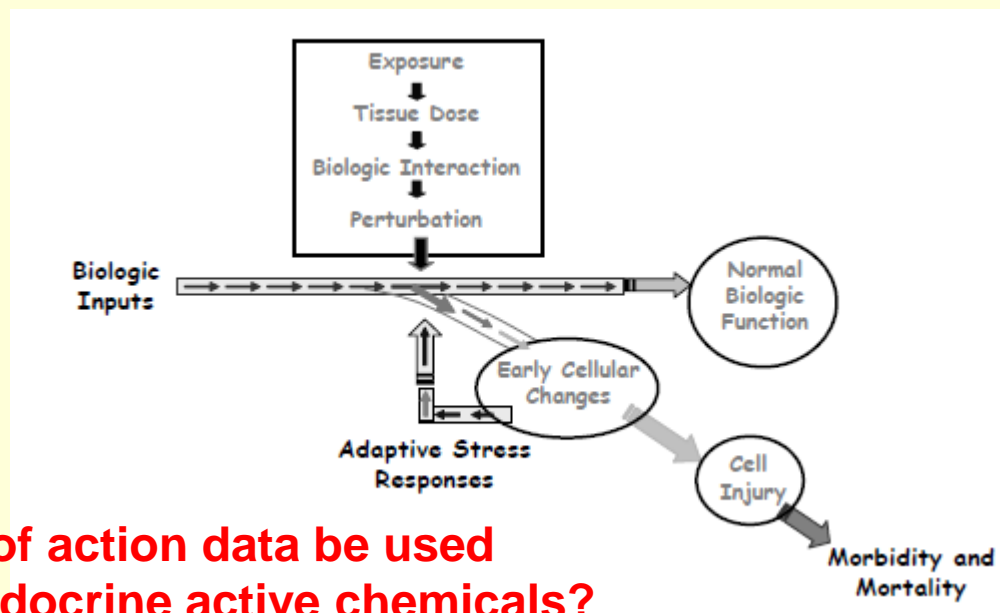 Exposure
Tissue Dose
Biologic Interaction
Perturbation
Biologic
Inputs
Normal
Biologic
Function
Early Cellular
Changes
Adaptive Stress
Responses
Cell
Injury
Morbidity and
Mortality
of action data be used
docrine active chemicals?